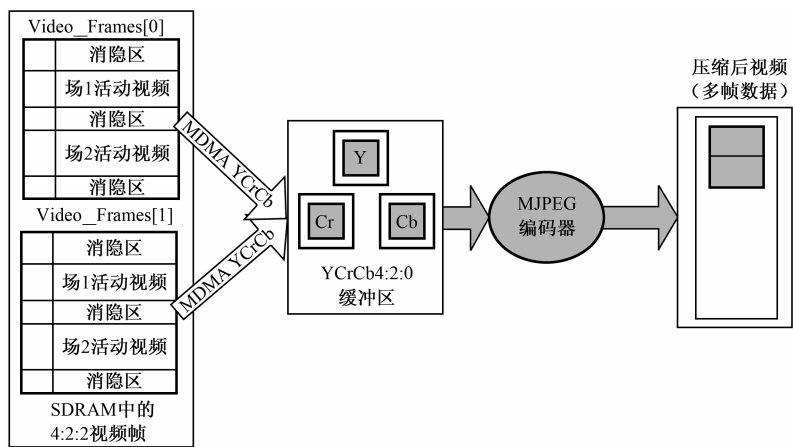 Video__Frames[0]
消隐区
场1活动视频
消隐区
场2活动视频
消隐区
Video__Frames[1]
消隐区
场1活动视频
消隐区
场2活动视频
消隐区
SDRAM中的
4:2:2视频帧
MDMA YCrCb
MDMA YCrCb
Y
Cr
Cb
YCrCb4:2:0
缓冲区
MJPEG
编码器
压缩后视频
（多帧数据）